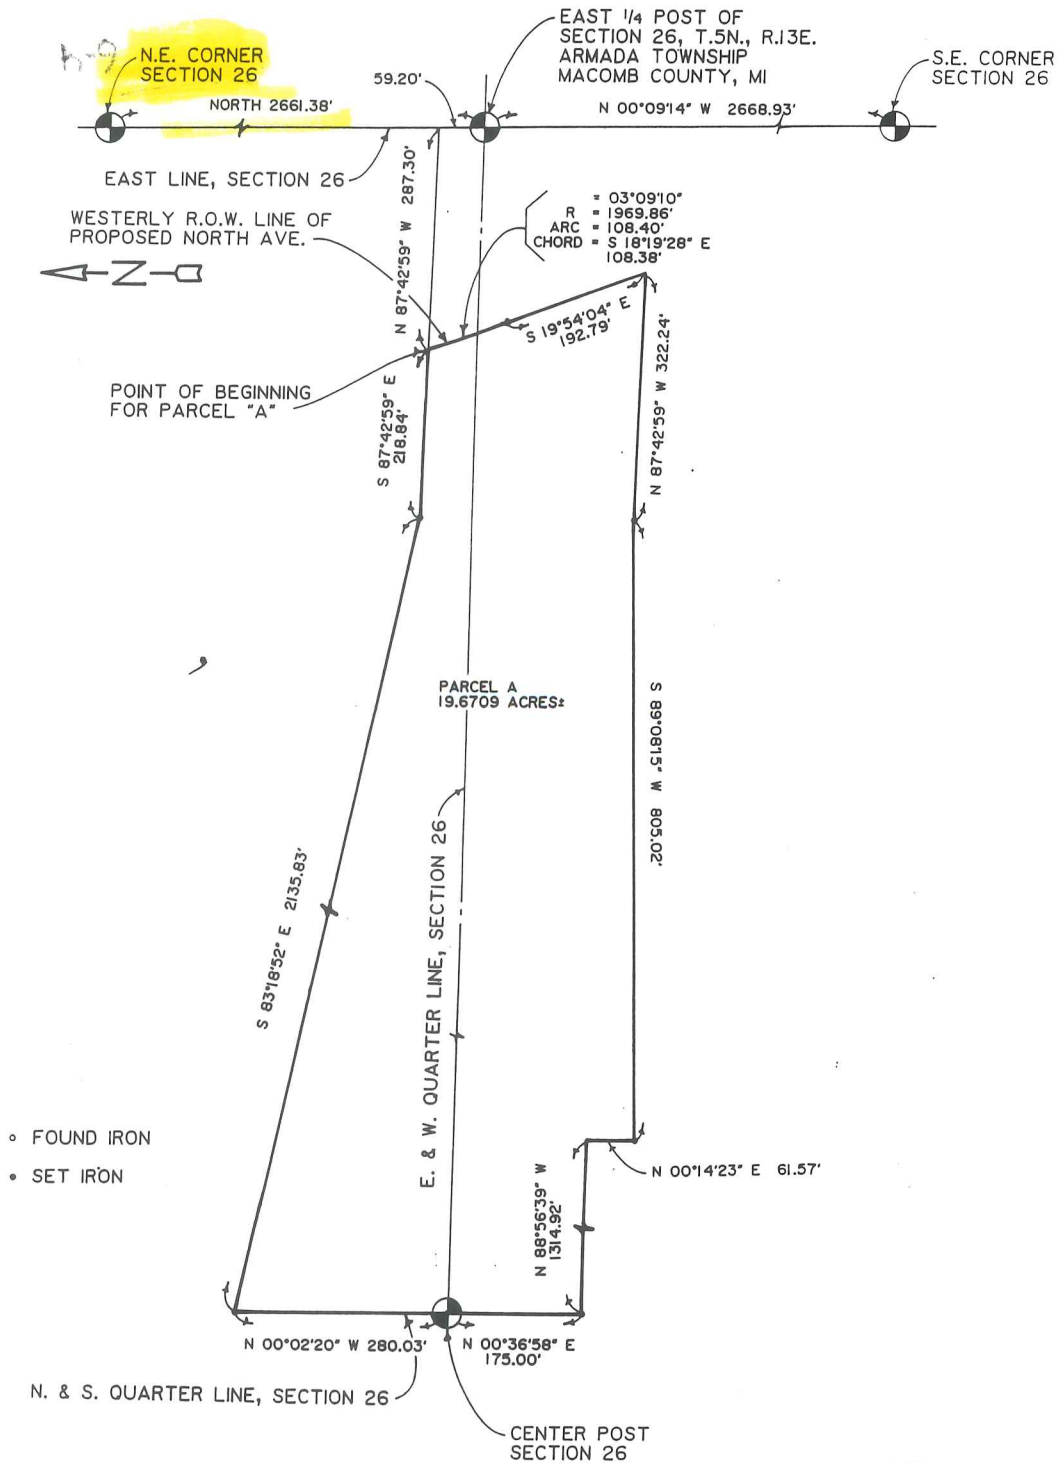 EAST 1/4 POST OF
SECTION 26, T.5N., R.13E.
ARMADA TOWNSHIP
MACOMB COUNTY, MI
N.E. CORNER
SECTION 26
S.E. CORNER
SECTION 26
59.20'
NORTH 2661.38'
N 00°09'14" W 2668.93'
EAST LINE, SECTION 26
N 87°42'59" W 287.30'
= 03°09'10"
R = 1969.86'
ARC = 108.40'
CHORD = S 18°19'28" E
108.38'
WESTERLY R.O.W. LINE OF
PROPOSED NORTH AVE.
N
S 19°54'04" E
192.79'
N 87°42'59" W 322.24'
POINT OF BEGINNING
FOR PARCEL "A"
S 87°42'59" E
218.84'
PARCEL A
19.6709 ACRES±
S 89°08'15" W 805.02'
S 83°18'52" E 2135.83'
E. & W. QUARTER LINE, SECTION 26
FOUND IRON
SET IRON
N 00°14'23" E 61.57'
N 88°56'39" W
1314.92'
N 00°02'20" W 280.03'
N 00°36'58" E
175.00'
N. & S. QUARTER LINE, SECTION 26
CENTER POST
SECTION 26